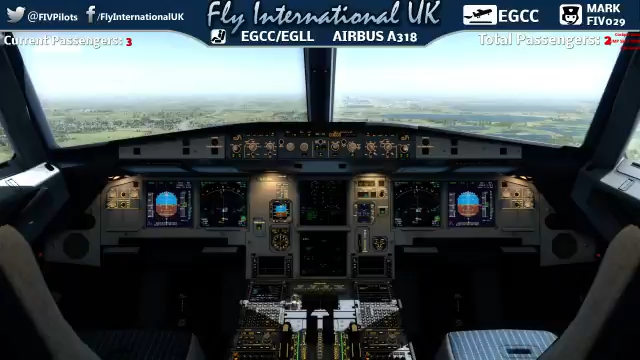 @FIVPilots
/FlyInternationalUK
Fly International UK
EGCC
MARK
FIV029
EGCC/EGLL
AIRBUS A318
Current Passengers: 3
Total Passengers: 2